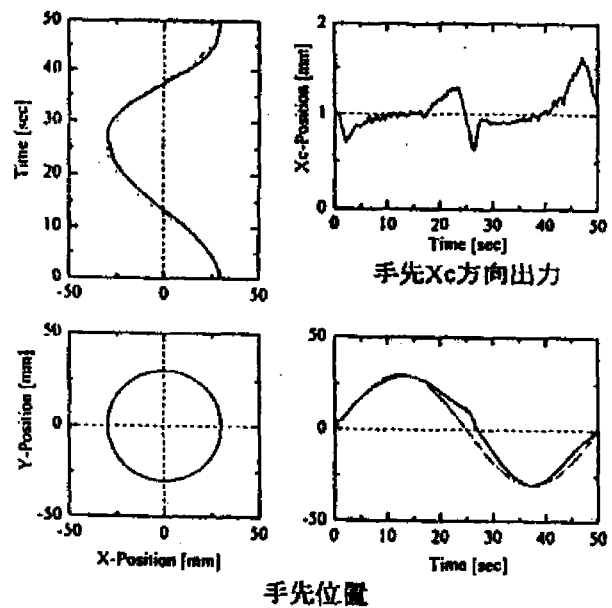 50
40
30
20
10
0
Time [sec]
-50 0 50
2
1
0
Xc-Position [mm]
0 10 20 30 40 50
Time [sec]
手先Xc方向出力
50
0
-50
Y-Position [mm]
-50 0 50
X-Position [mm]
50
0
-50
0 10 20 30 40 50
Time [sec]
手先位置